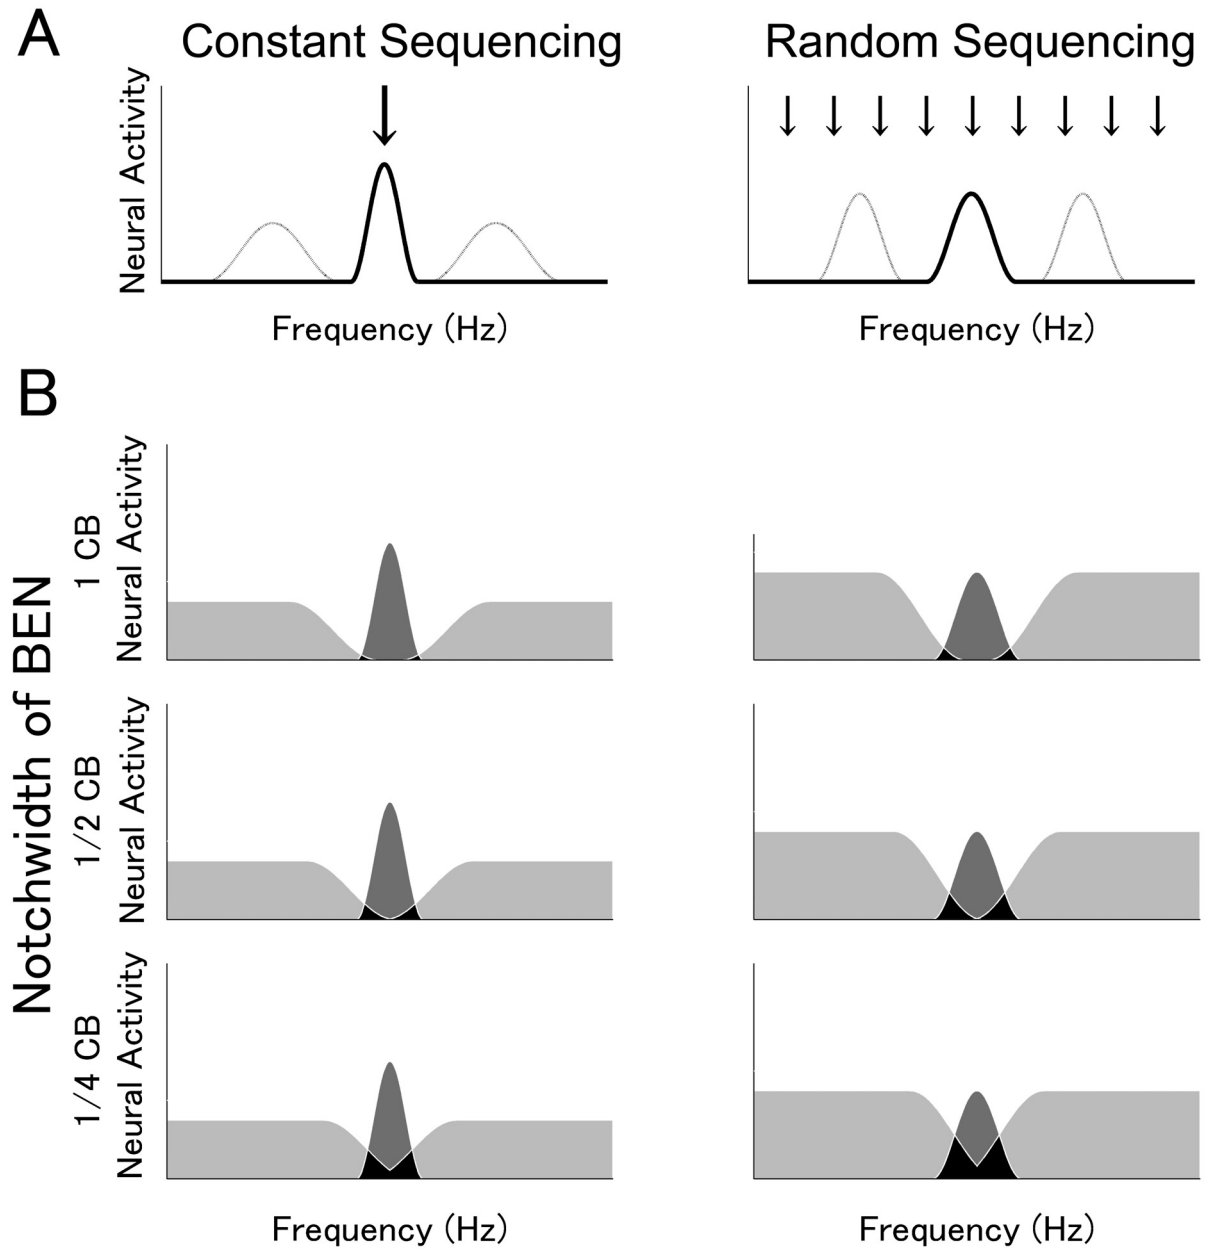 A
Constant Sequencing
Random Sequencing
Neural Activity
Frequency (Hz)
Frequency (Hz)
B
Notchwidth of BEN
1 CB
Neural Activity
1/2 CB
Neural Activity
1/4 CB
Neural Activity
Frequency (Hz)
Frequency (Hz)